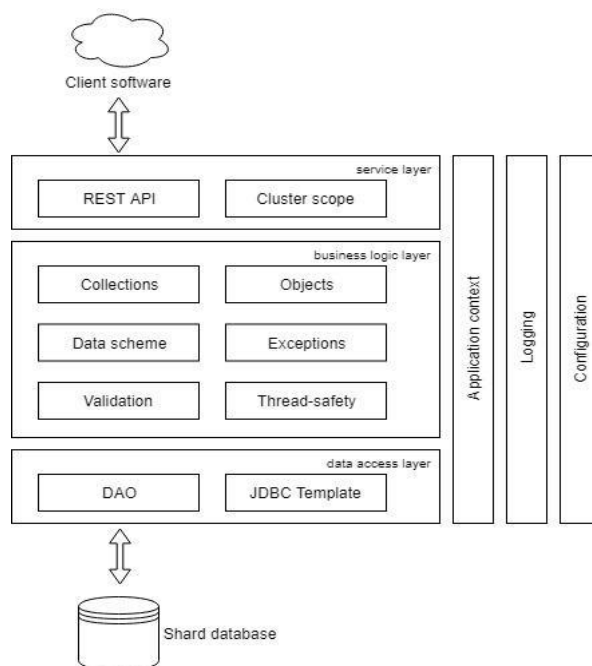 Client software
service layer
REST API
Cluster scope
business logic layer
Collections
Objects
Data scheme
Exceptions
Validation
Thread-safety
data access layer
DAO
JDBC Template
Application context
Logging
Configuration
Shard database